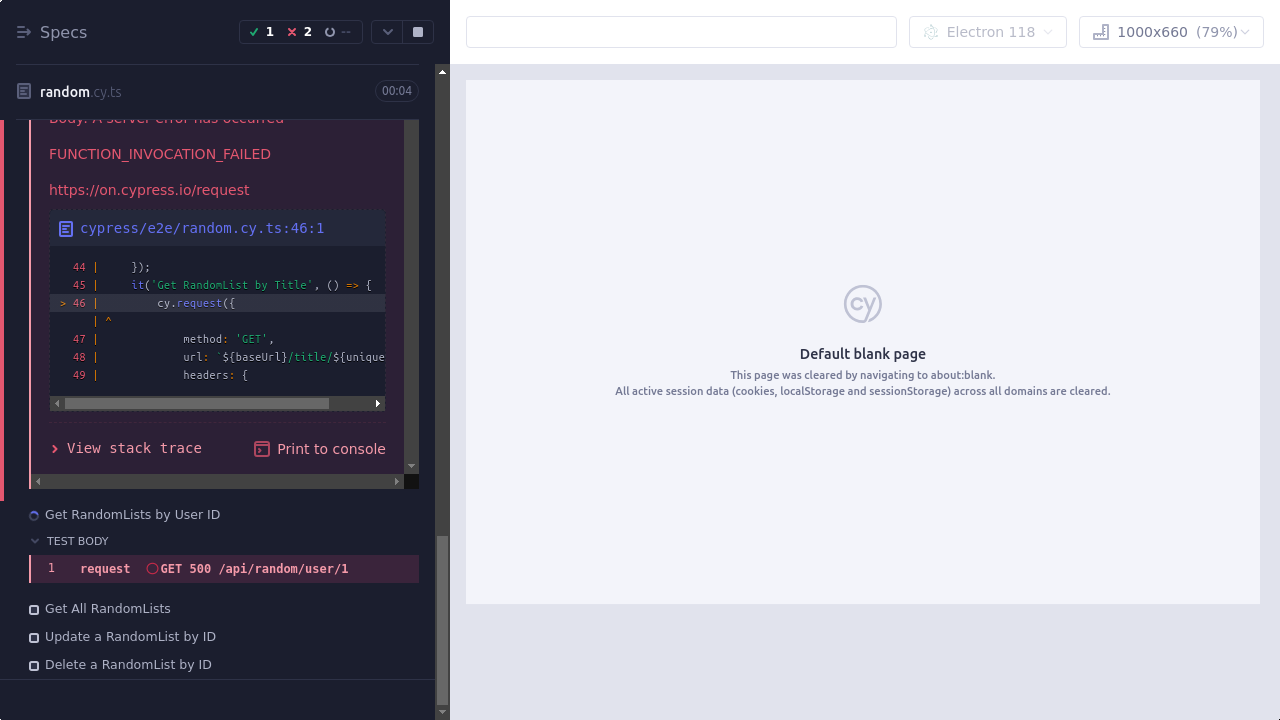 Specs
1
2
--
random.cy.ts
00:04
Body: A server error has occurred
FUNCTION_INVOCATION_FAILED
https://on.cypress.io/request
cypress/e2e/random.cy.ts:46:1
44 |     });
45 |     it('Get RandomList by Title', () => {
> 46 |         cy.request({
| ^
47 |             method: 'GET',
48 |             url: `${baseUrl}/title/${unique
49 |             headers: {
View stack trace
Print to console
Get RandomLists by User ID
TEST BODY
1 request GET 500 /api/random/user/1
Get All RandomLists
Update a RandomList by ID
Delete a RandomList by ID
Electron 118
1000x660 (79%)
cy
Default blank page
This page was cleared by navigating to about:blank.
All active session data (cookies, localStorage and sessionStorage) across all domains are cleared.